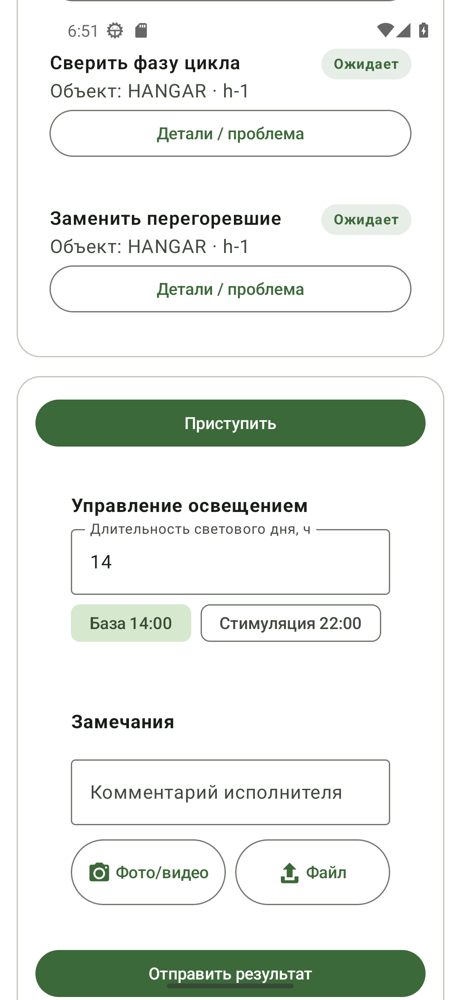 6:51
Сверить фазу цикла
Ожидает
Объект: HANGAR · h-1
Детали / проблема
Заменить перегоревшие
Ожидает
Объект: HANGAR · h-1
Детали / проблема
Приступить
Управление освещением
Длительность светового дня, ч
14
База 14:00
Стимуляция 22:00
Замечания
Комментарий исполнителя
Фото/видео
Файл
Отправить результат